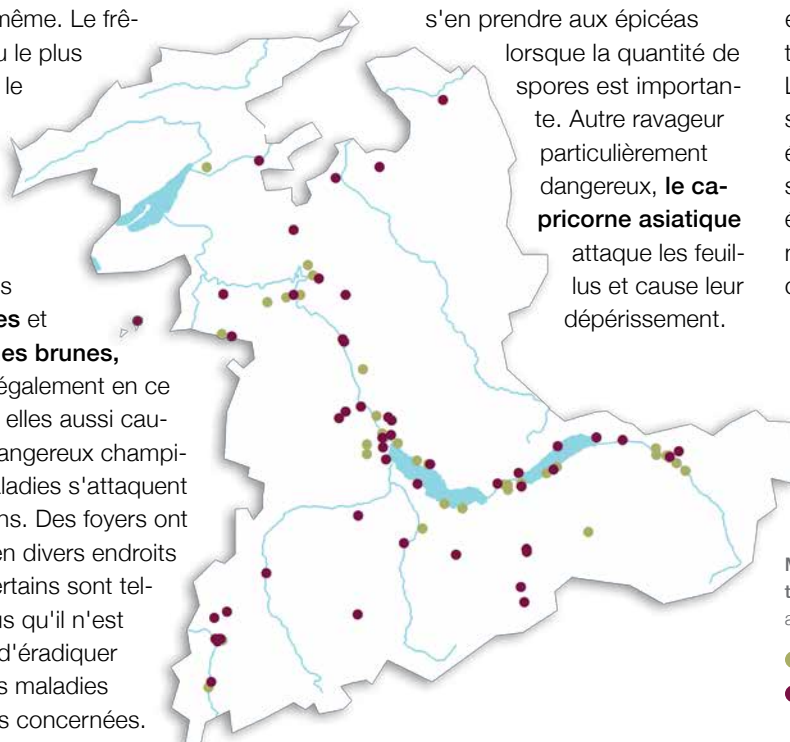 même. Le frê-
u le plus
le
s
es et
es brunes,
également en ce
elles aussi cau-
angereux champi-
ladies s'attaquent
ns. Des foyers ont
en divers endroits
ertains sont tel-
us qu'il n'est
d'éradiquer
s maladies
s concernées.
s'en prendre aux épicéas
lorsque la quantité de
spores est importan-
te. Autre ravageur
particulièrement
dangereux, le ca-
pricorne asiatique
attaque les feuil-
lus et cause leur
dépérissement.